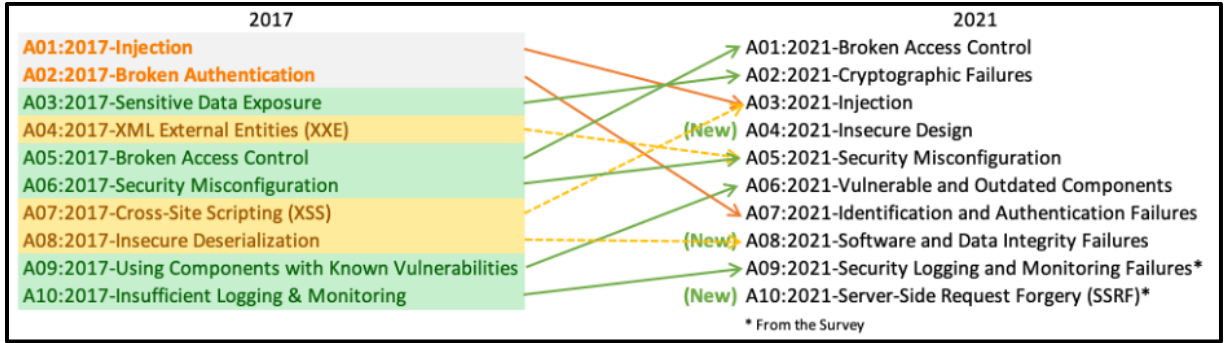 2017
A01:2017-Injection
A02:2017-Broken Authentication
A03:2017-Sensitive Data Exposure
A04:2017-XML External Entities (XXE)
A05:2017-Broken Access Control
A06:2017-Security Misconfiguration
A07:2017-Cross-Site Scripting (XSS)
A08:2017-Insecure Deserialization
A09:2017-Using Components with Known Vulnerabilities
A10:2017-Insufficient Logging & Monitoring
2021
A01:2021-Broken Access Control
A02:2021-Cryptographic Failures
A03:2021-Injection
(New) A04:2021-Insecure Design
A05:2021-Security Misconfiguration
A06:2021-Vulnerable and Outdated Components
A07:2021-Identification and Authentication Failures
(New) A08:2021-Software and Data Integrity Failures
A09:2021-Security Logging and Monitoring Failures*
(New) A10:2021-Server-Side Request Forgery (SSRF)*
* From the Survey